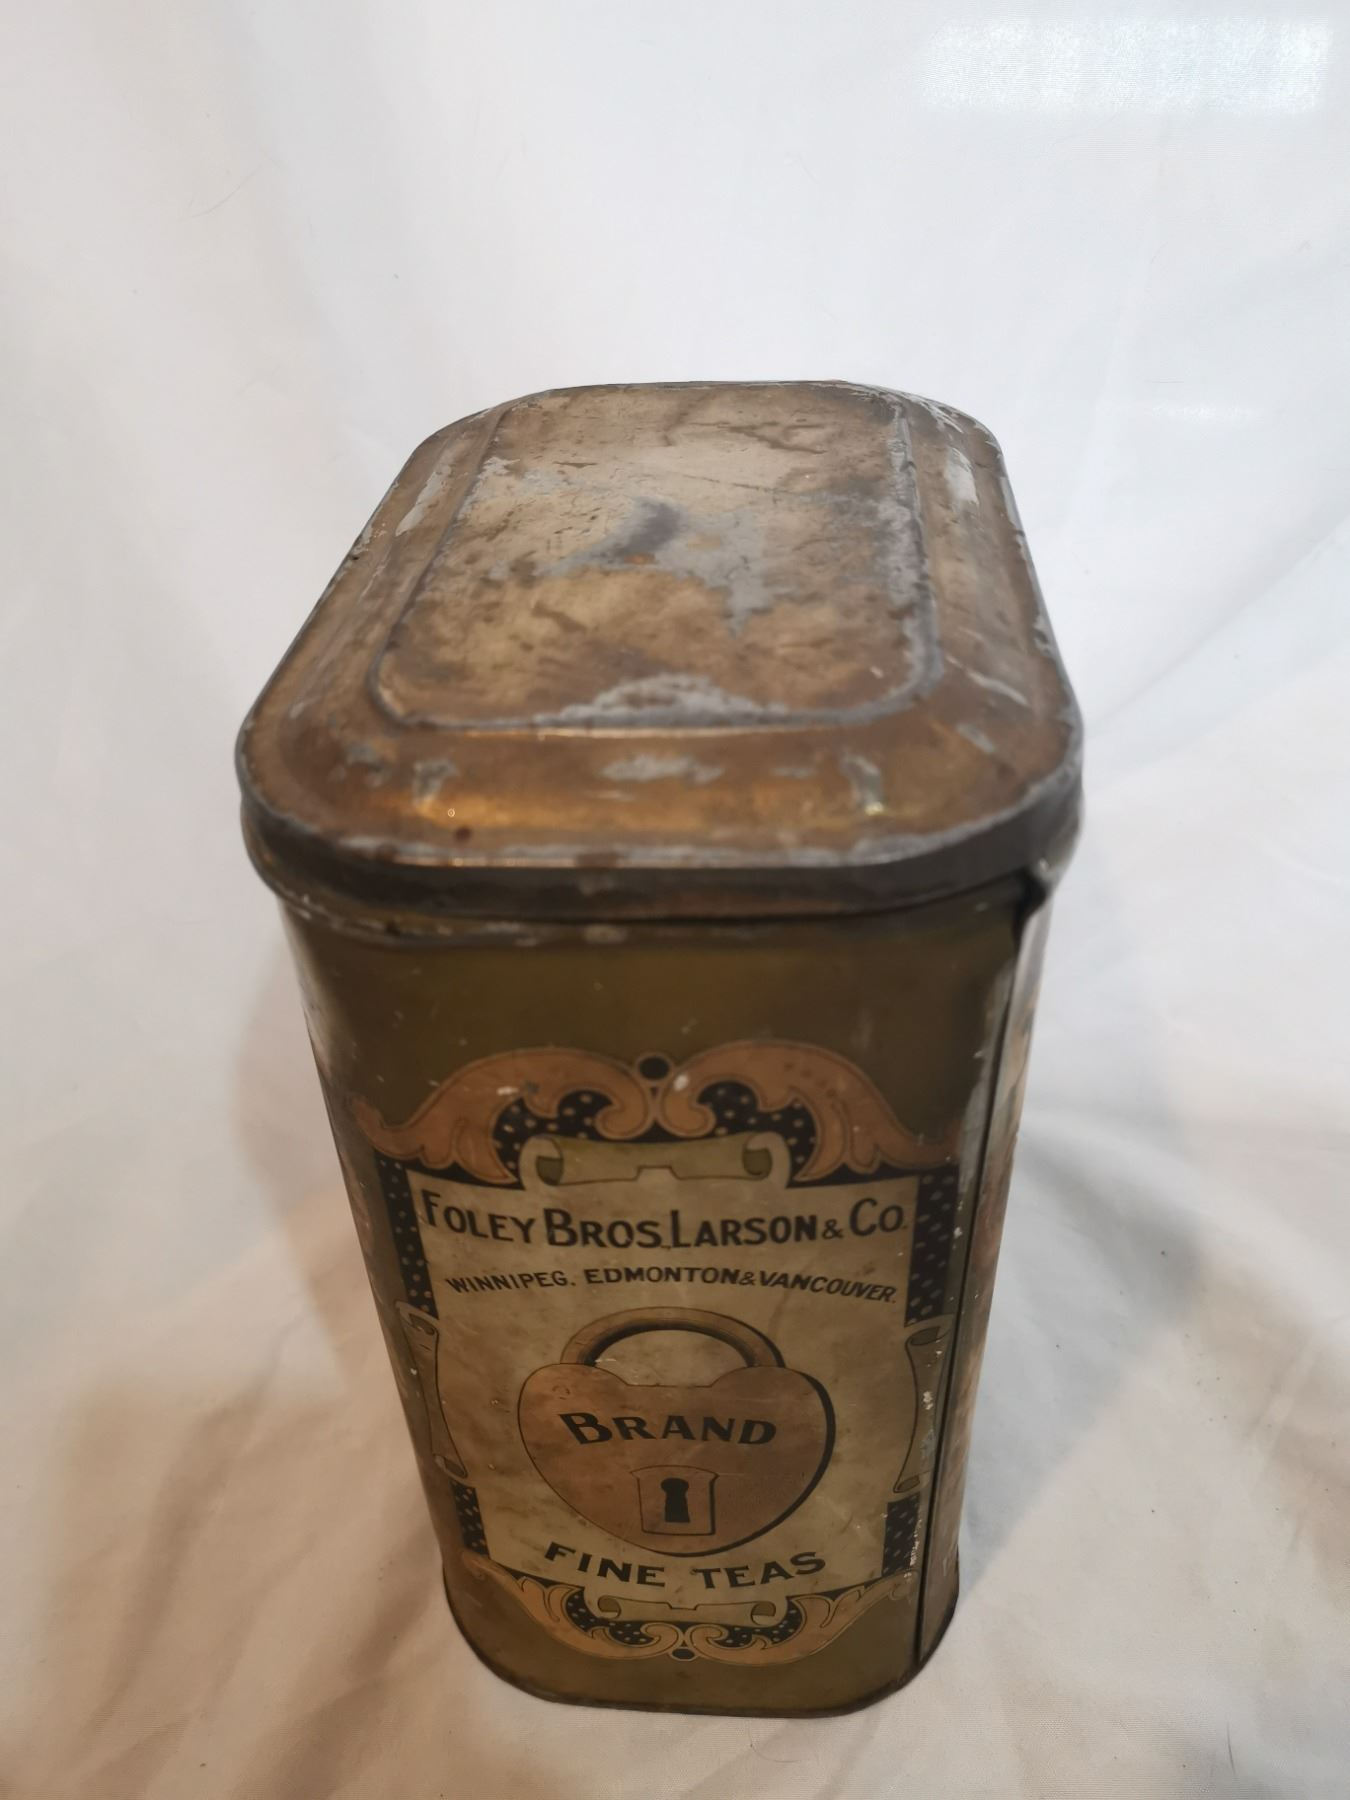 FOLEY BROS. LARSON & CO.
WINNIPEG. EDMONTON & VANCOUVER.
BRAND
FINE TEAS